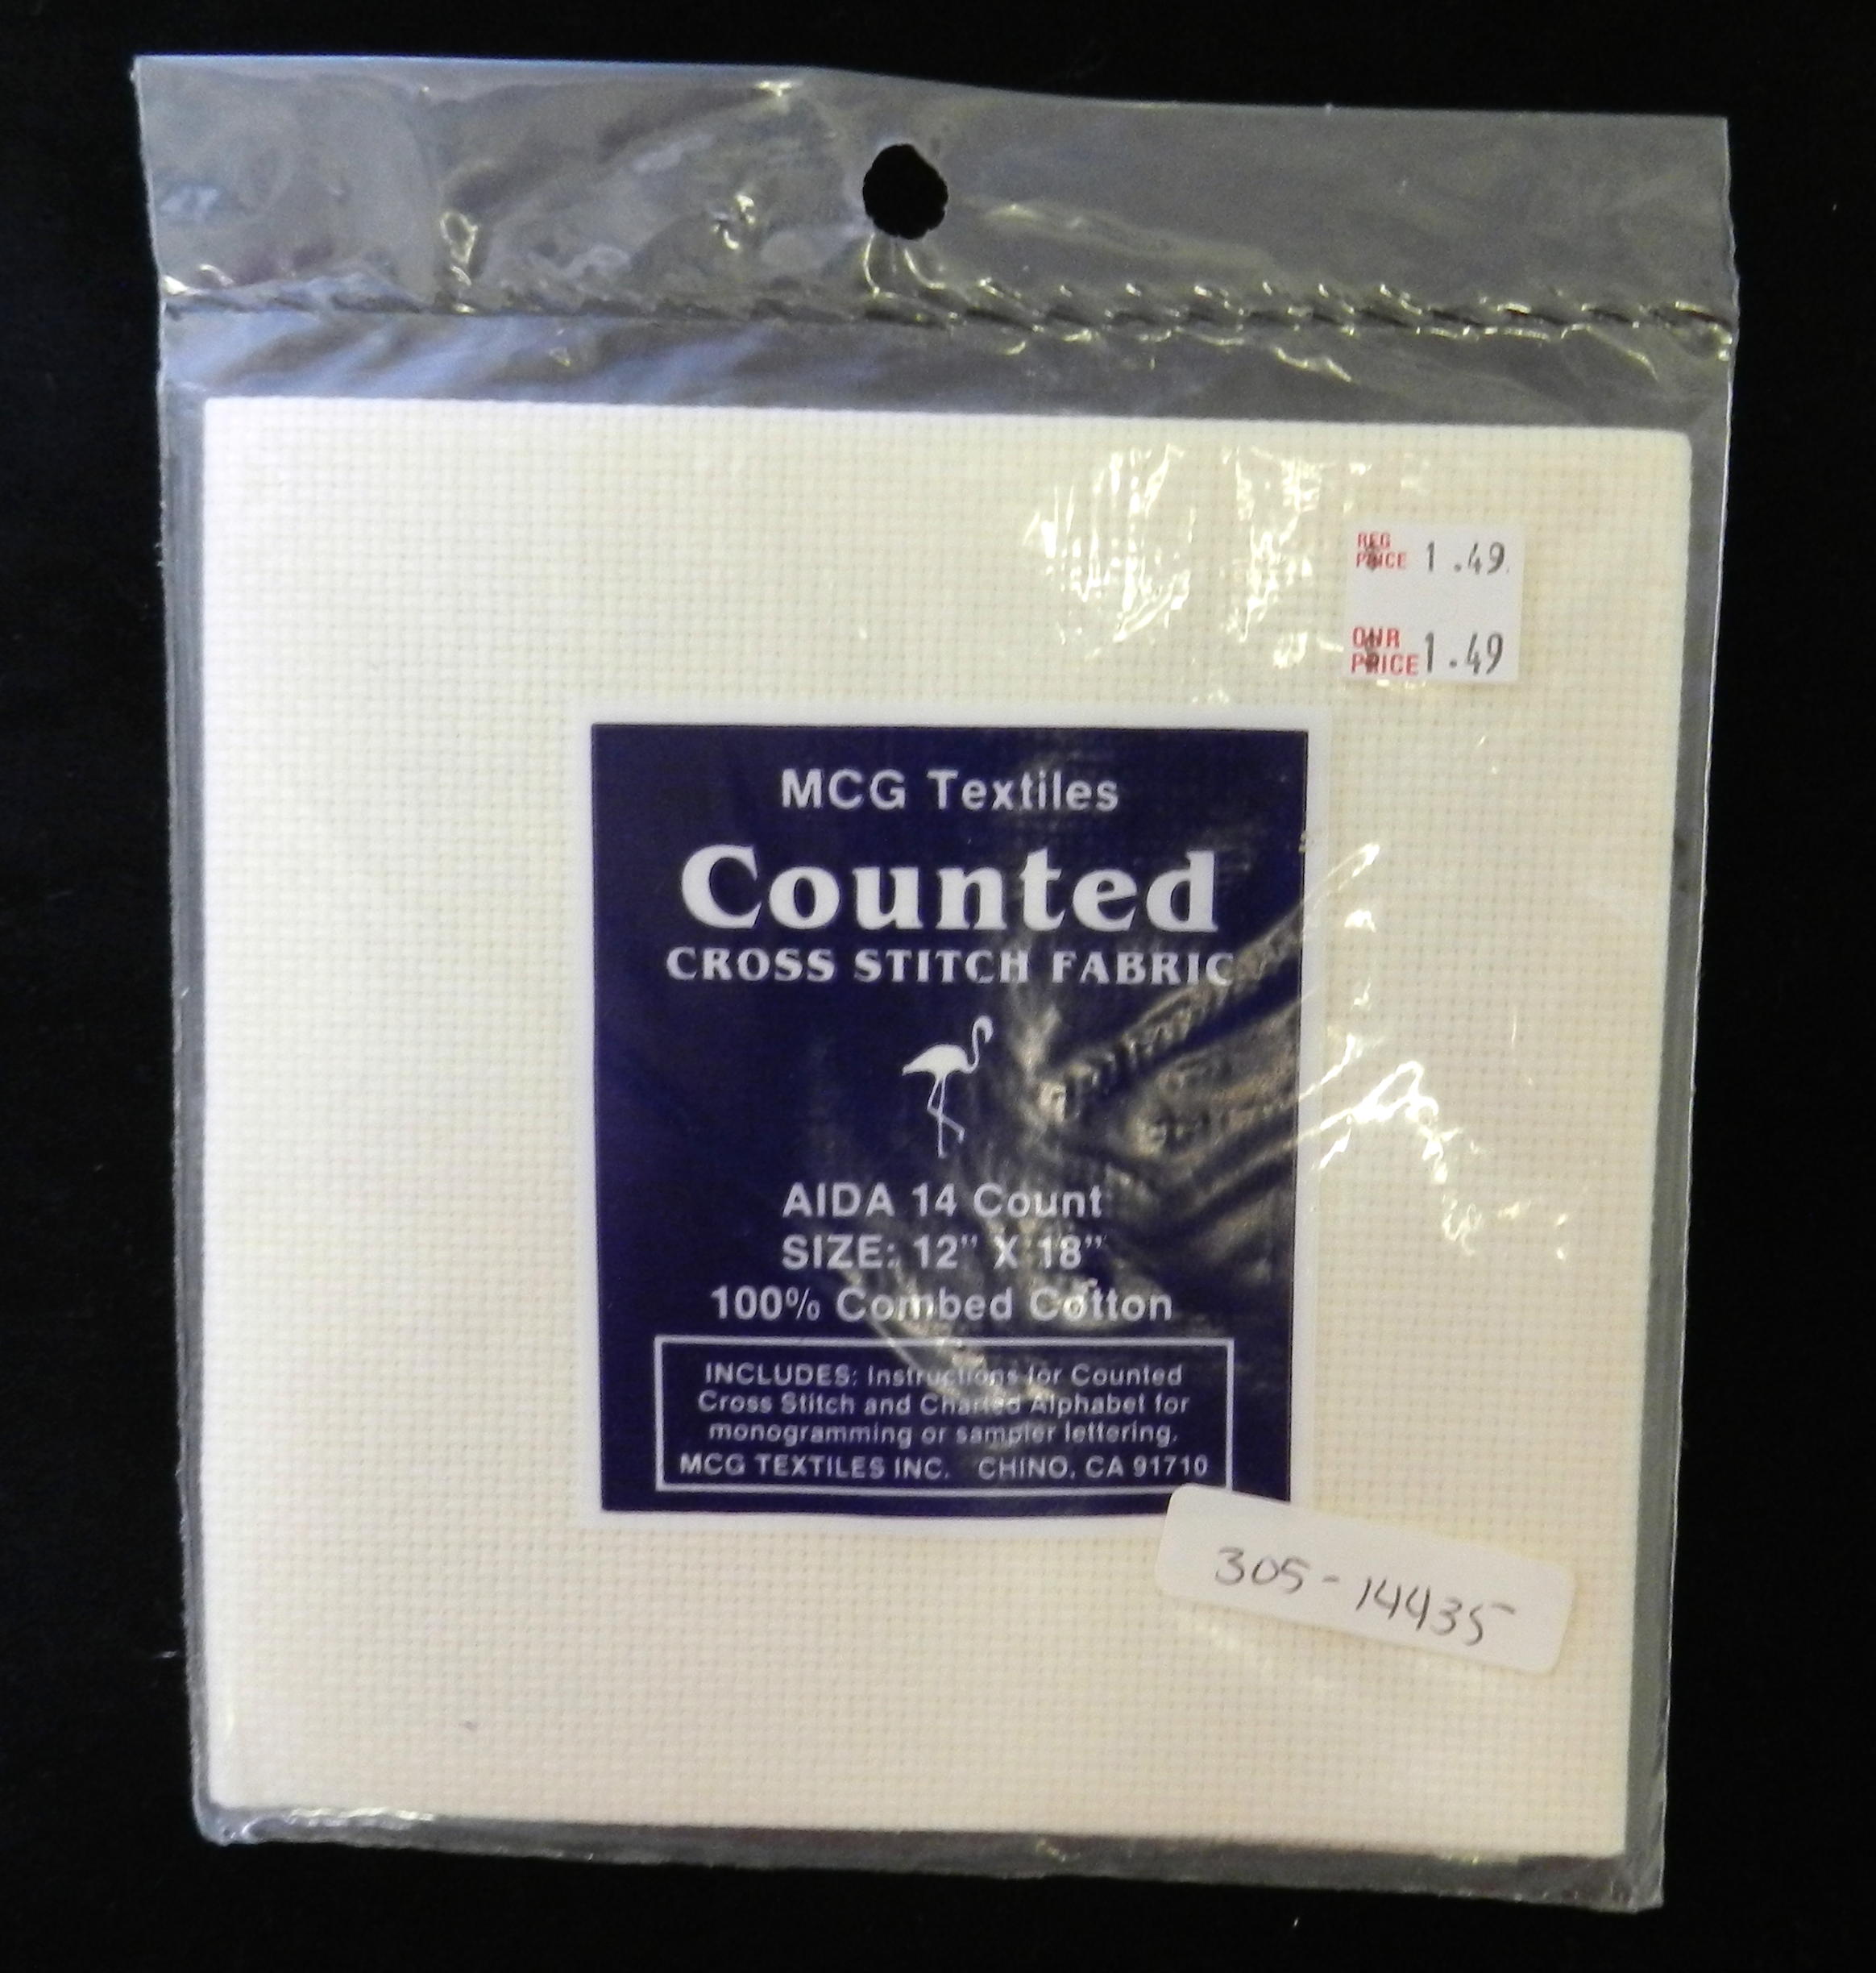 REG
PRICE 1.49
OUR
PRICE 1.49
MCG Textiles
Counted
CROSS STITCH FABRIC
AIDA 14 Count
SIZE: 12" X 18"
100% Combed Cotton
INCLUDES: Instructions for Counted
Cross Stitch and Charted Alphabet for
monogramming or sampler lettering.
MCG TEXTILES INC. CHINO, CA 91710
305-14435